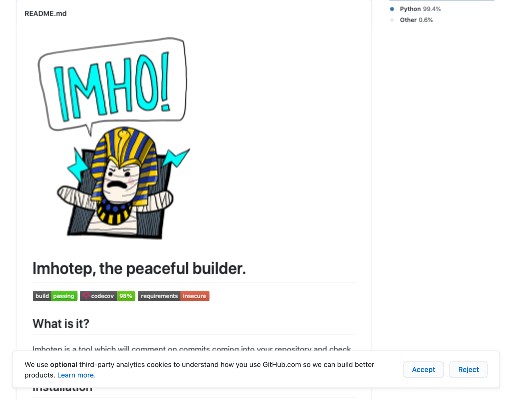 README.md
Python 99.4%
Other 0.6%
IMHO!
Imhotep, the peaceful builder.
build passing codecov 96% requirements insecure
What is it?
Imhotep is a tool which will comment on commits coming into your repository and check
We use optional third-party analytics cookies to understand how you use GitHub.com so we can build better
products. Learn more.
Accept Reject
Installation